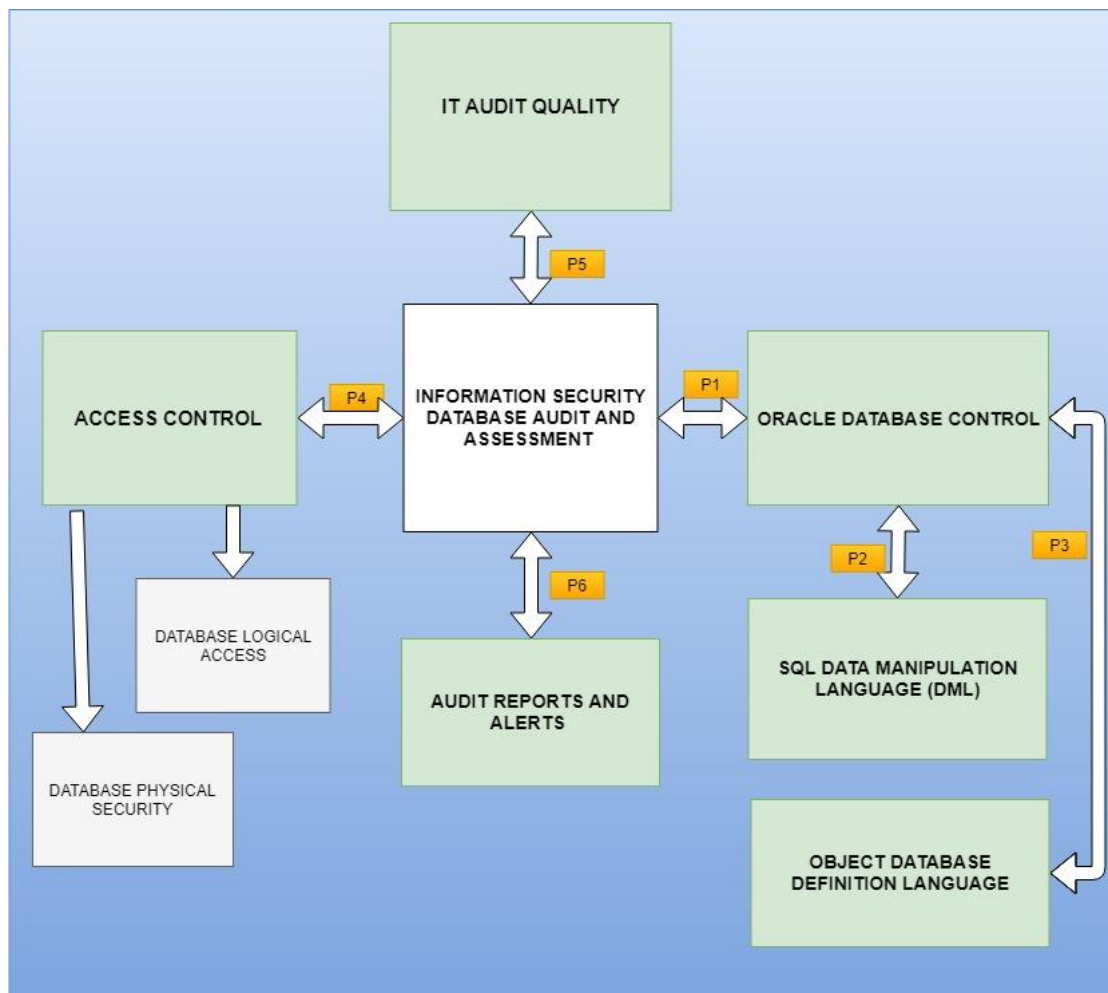 IT AUDIT QUALITY
P5
ACCESS CONTROL
P4
INFORMATION SECURITY
DATABASE AUDIT AND
ASSESSMENT
P1
ORACLE DATABASE CONTROL
P2
P3
P6
DATABASE LOGICAL
ACCESS
AUDIT REPORTS AND
ALERTS
SQL DATA MANIPULATION
LANGUAGE (DML)
DATABASE PHYSICAL
SECURITY
OBJECT DATABASE
DEFINITION LANGUAGE